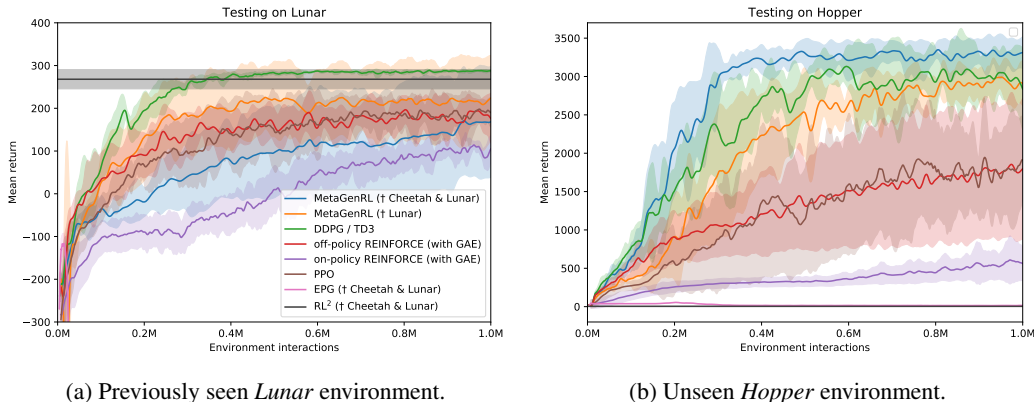 Testing on Lunar
400
300
200
100
0
−100
−200
−300
Mean return
0.0M 0.2M 0.4M 0.6M 0.8M 1.0M
Environment interactions
MetaGenRL († Cheetah & Lunar)
MetaGenRL († Lunar)
DDPG / TD3
off-policy REINFORCE (with GAE)
on-policy REINFORCE (with GAE)
PPO
EPG († Cheetah & Lunar)
RL² († Cheetah & Lunar)
(a) Previously seen Lunar environment.
Testing on Hopper
3500
3000
2500
2000
1500
1000
500
0
Mean return
0.0M 0.2M 0.4M 0.6M 0.8M 1.0M
Environment interactions
(b) Unseen Hopper environment.